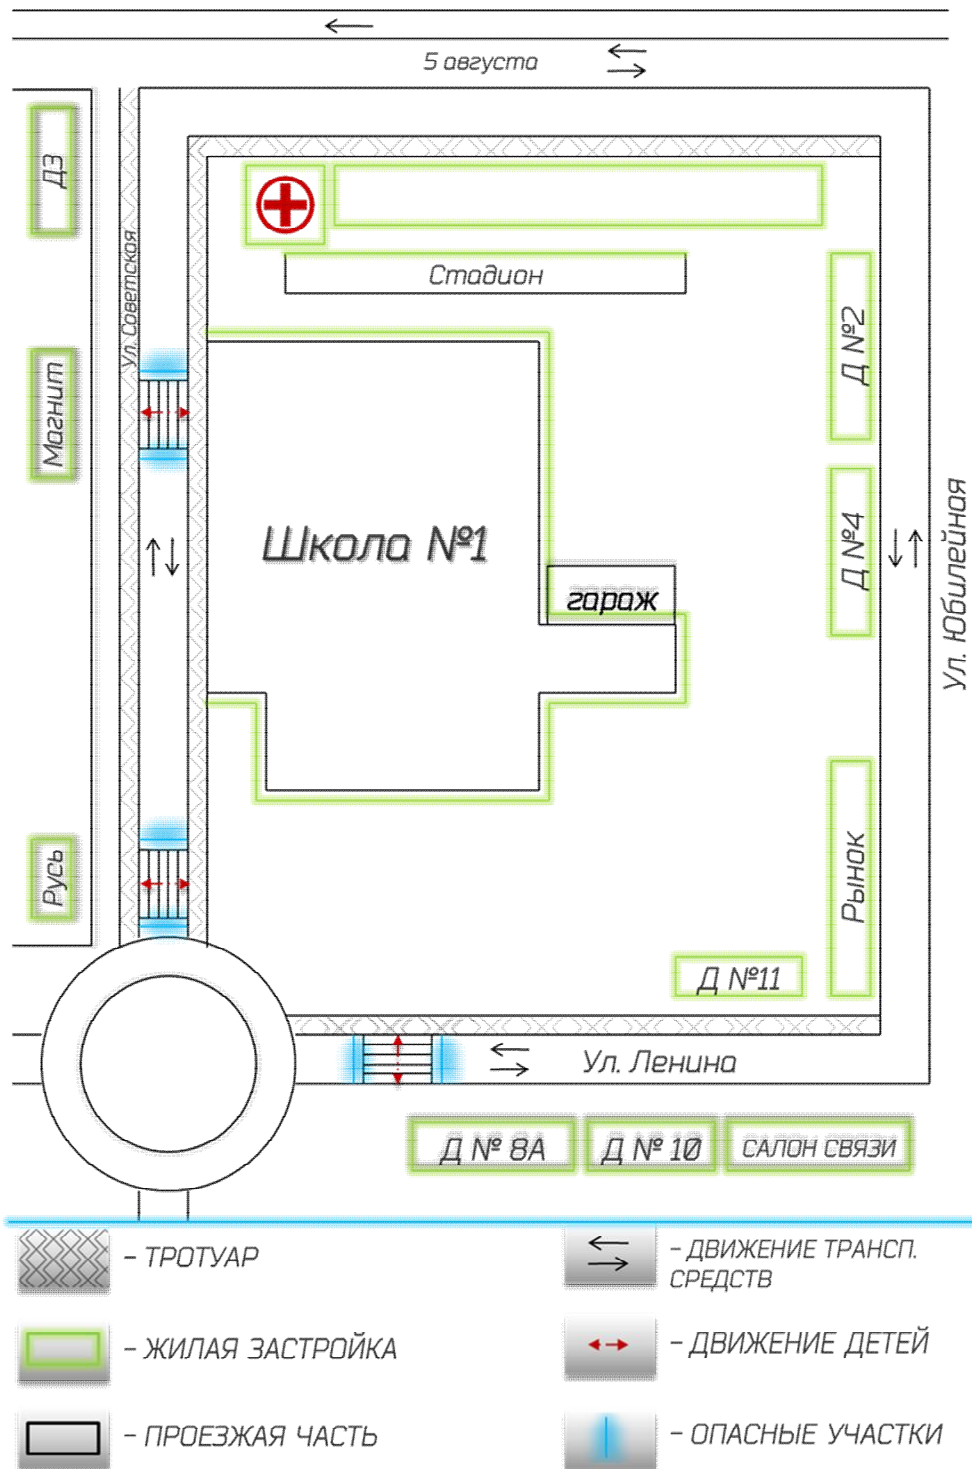 5 августа
Д3
Ул. Советская
Стадион
Д №2
Магнит
Школа №1
Д №4
гараж
Ул. Юбилейная
Русь
Рынок
Д №11
Ул. Ленина
Д № 8А
Д № 10
САЛОН СВЯЗИ
– ТРОТУАР
– ДВИЖЕНИЕ ТРАНСП.
СРЕДСТВ
– ЖИЛАЯ ЗАСТРОЙКА
– ДВИЖЕНИЕ ДЕТЕЙ
– ПРОЕЗЖАЯ ЧАСТЬ
– ОПАСНЫЕ УЧАСТКИ